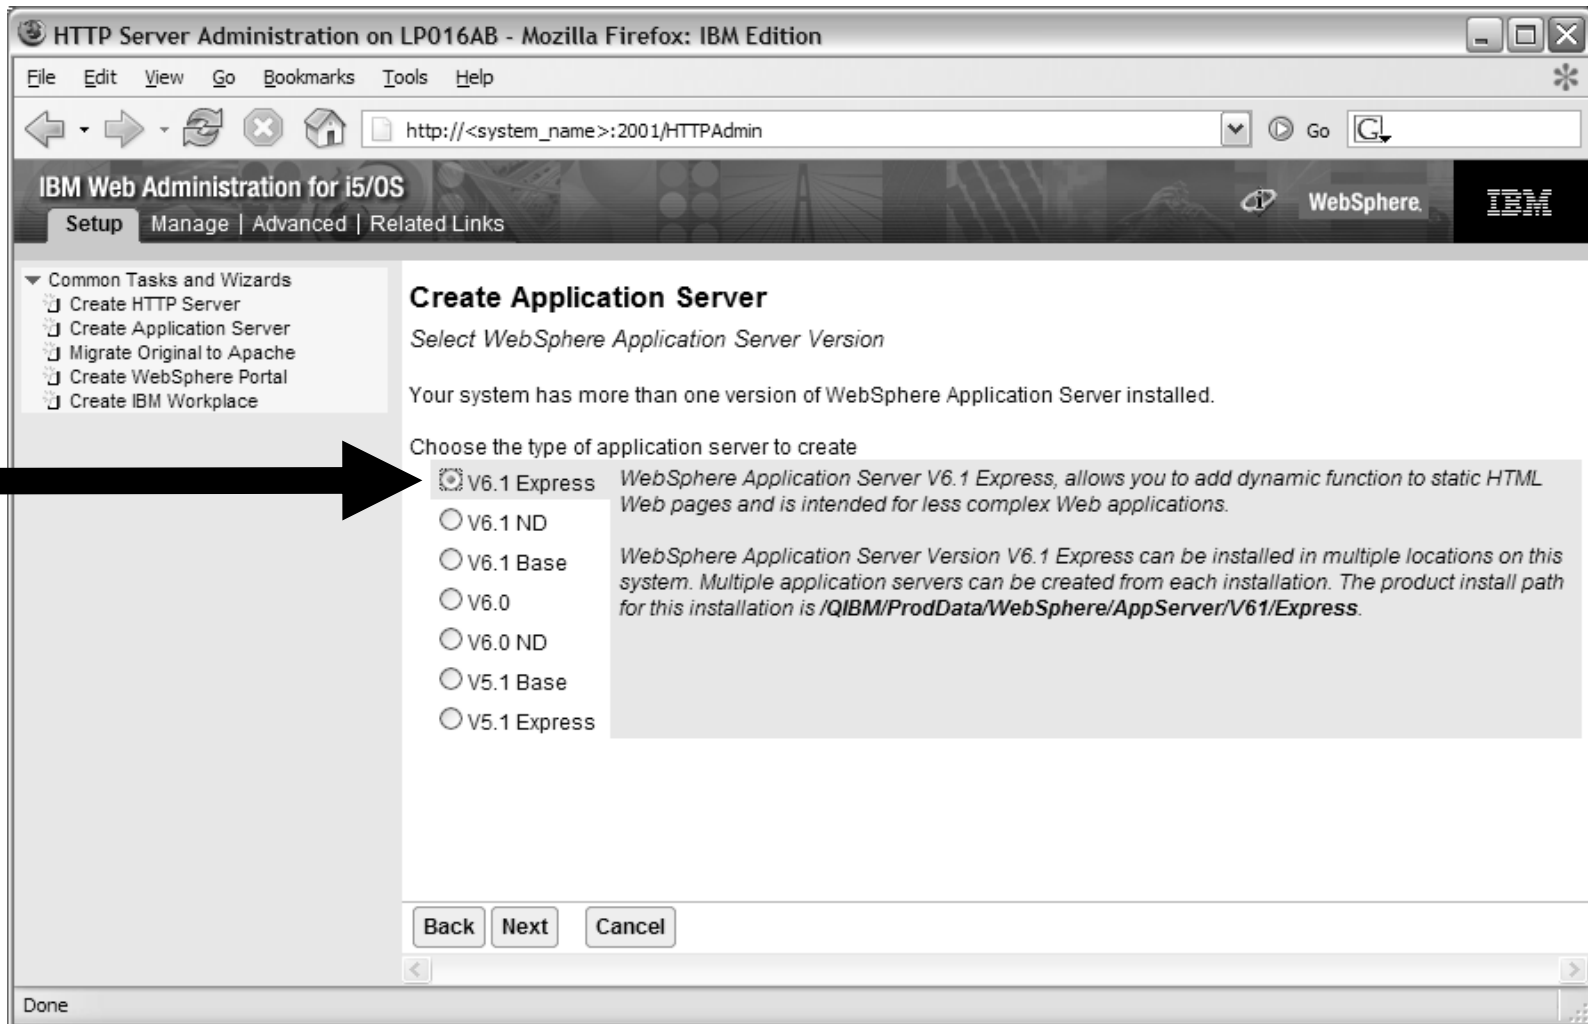 HTTP Server Administration on LP016AB - Mozilla Firefox: IBM Edition
File Edit View Go Bookmarks Tools Help
http://<system_name>:2001/HTTPAdmin
Go
G
IBM Web Administration for i5/OS
WebSphere.
IBM
Setup Manage | Advanced | Related Links
Common Tasks and Wizards
Create HTTP Server
Create Application Server
Migrate Original to Apache
Create WebSphere Portal
Create IBM Workplace
Create Application Server
Select WebSphere Application Server Version
Your system has more than one version of WebSphere Application Server installed.
Choose the type of application server to create
V6.1 Express
V6.1 ND
V6.1 Base
V6.0
V6.0 ND
V5.1 Base
V5.1 Express
WebSphere Application Server V6.1 Express, allows you to add dynamic function to static HTML
Web pages and is intended for less complex Web applications.
WebSphere Application Server Version V6.1 Express can be installed in multiple locations on this
system. Multiple application servers can be created from each installation. The product install path
for this installation is /QIBM/ProdData/WebSphere/AppServer/V61/Express.
Back Next Cancel
Done